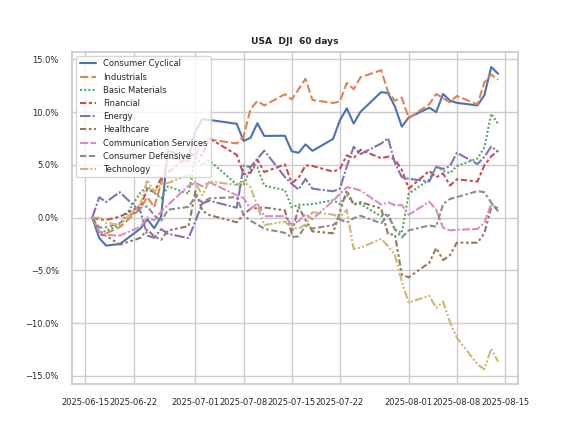 USA DJI 60 days
15.0%
10.0%
5.0%
0.0%
−5.0%
−10.0%
−15.0%
Consumer Cyclical
Industrials
Basic Materials
Financial
Energy
Healthcare
Communication Services
Consumer Defensive
Technology
2025-06-15 2025-06-22 2025-07-01 2025-07-08 2025-07-15 2025-07-22 2025-08-01 2025-08-08 2025-08-15